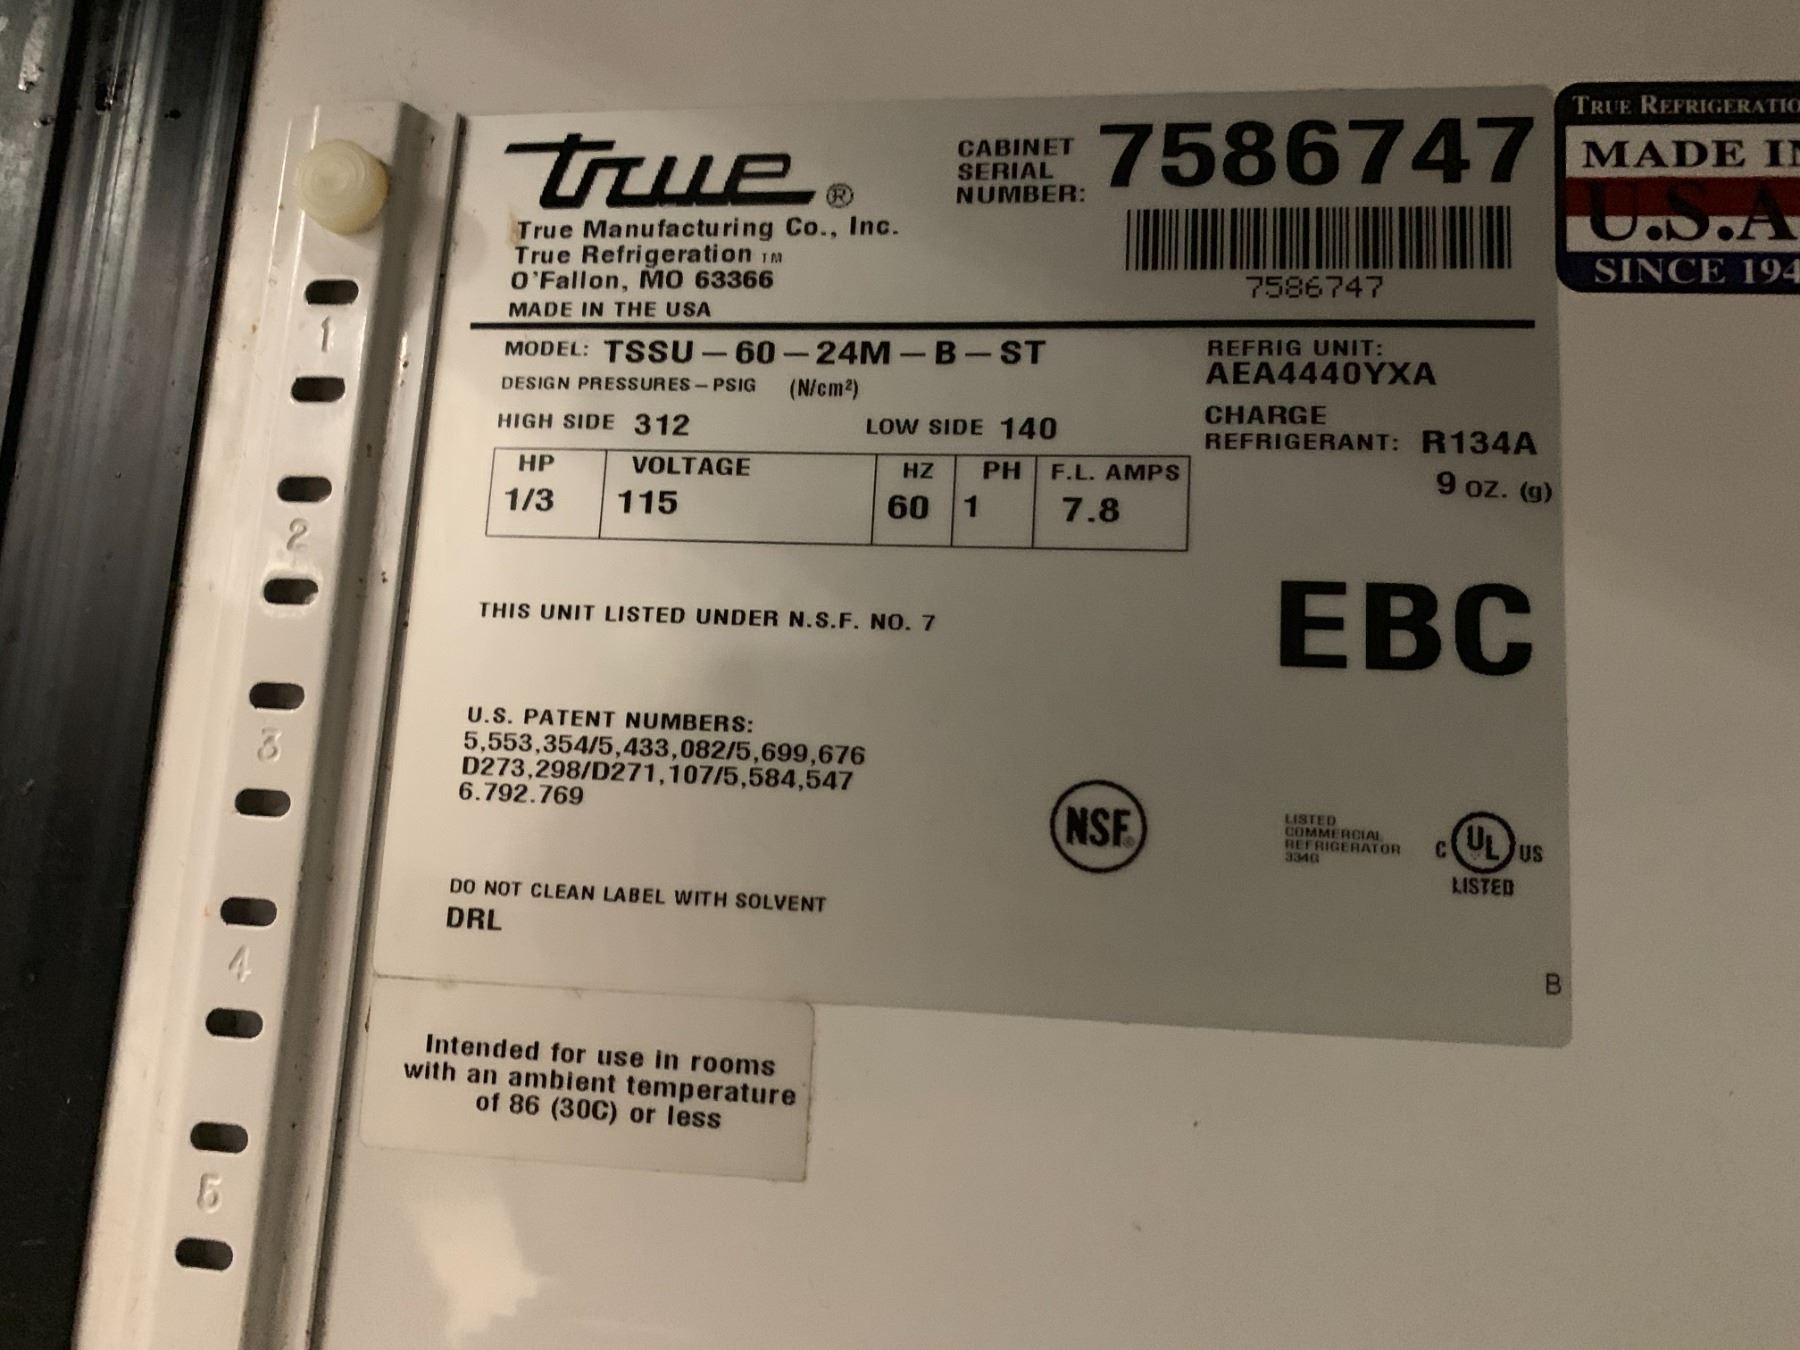 true®
True Manufacturing Co., Inc.
True Refrigeration TM
O'Fallon, MO 63366
MADE IN THE USA
CABINET
SERIAL
NUMBER: 7586747
7586747
TRUE REFRIGERATIO
MADE IN
U.S.A
SINCE 194
MODEL: TSSU-60-24M-B-ST
DESIGN PRESSURES-PSIG (N/cm²)
HIGH SIDE 312 LOW SIDE 140
REFRIG UNIT:
AEA4440YXA
CHARGE
REFRIGERANT: R134A
9 OZ. (g)
HP VOLTAGE HZ PH F.L. AMPS
1/3 115 60 1 7.8
EBC
THIS UNIT LISTED UNDER N.S.F. NO. 7
U.S. PATENT NUMBERS:
5,553,354/5,433,082/5,699,676
D273,298/D271,107/5,584,547
6.792.769
NSF®
LISTED
COMMERCIAL
REFRIGERATOR
334G
C UL US
LISTED
DO NOT CLEAN LABEL WITH SOLVENT
DRL
B
Intended for use in rooms
with an ambient temperature
of 86 (30C) or less
1
2
3
4
5